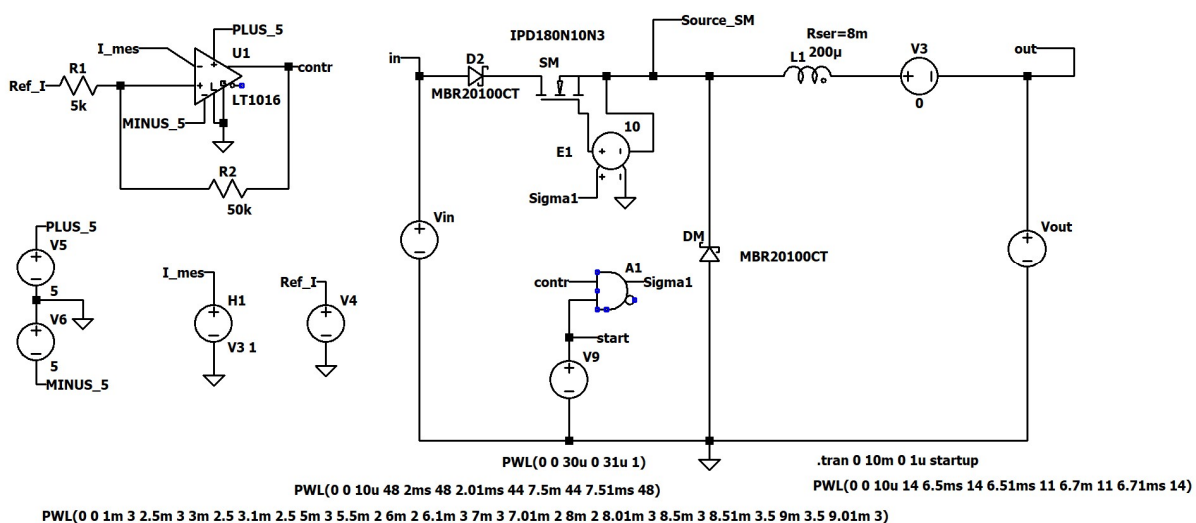 PLUS_5
I_mes
U1
R1
Ref_I
5k
contr
LT1016
MINUS_5
R2
50k
PLUS_5
V5
5
V6
5
MINUS_5
I_mes
H1
V3 1
Ref_I
V4
in
D2
MBR20100CT
IPD180N10N3
SM
Source_SM
10
E1
Sigma1
Rser=8m
200µ
L1
V3
0
out
Vin
DM
MBR20100CT
Vout
A1
contr
Sigma1
start
V9
PWL(0 0 30u 0 31u 1)
.tran 0 10m 0 1u startup
PWL(0 0 10u 48 2ms 48 2.01ms 44 7.5m 44 7.51ms 48)
PWL(0 0 10u 14 6.5ms 14 6.51ms 11 6.7m 11 6.71ms 14)
PWL(0 0 1m 3 2.5m 3 3m 2.5 3.1m 2.5 5m 3 5.5m 2 6m 2 6.1m 3 7m 3 7.01m 2 8m 2 8.01m 3 8.5m 3 8.51m 3.5 9m 3.5 9.01m 3)